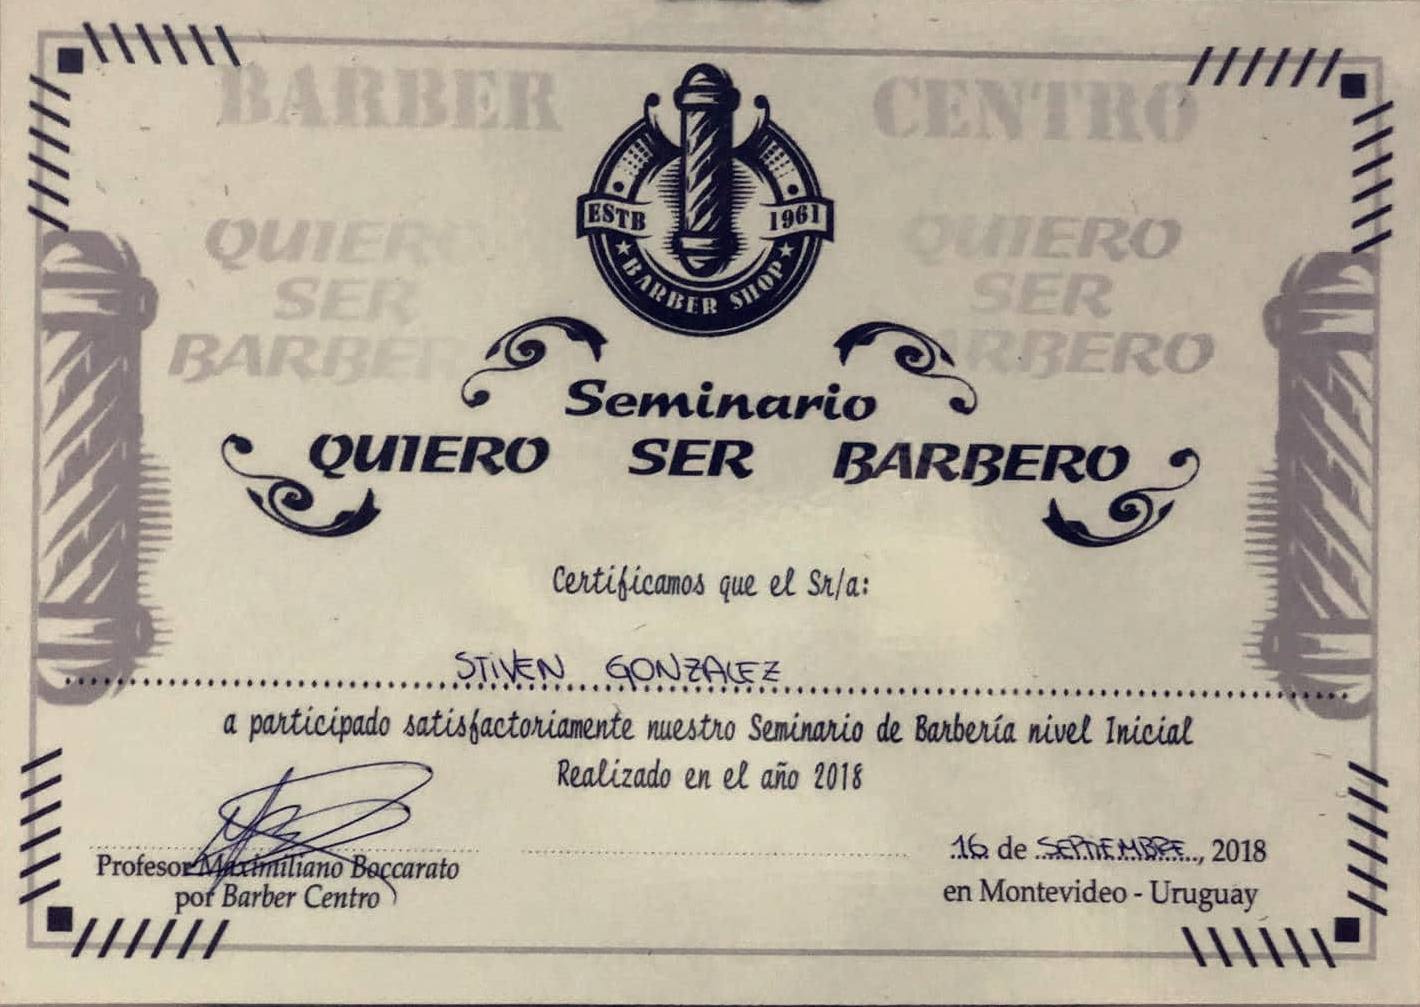 BARBER CENTRO
ESTB 1961
BARBER SHOP
QUIERO
SER
BARBER
QUIERO
SER
ARBERO
Seminario
QUIERO SER BARBERO
Certificamos que el Sr/a:
STIVEN GONZALEZ
a participado satisfactoriamente nuestro Seminario de Barbería nivel Inicial
Realizado en el año 2018
Profesor Maximiliano Boccarato
por Barber Centro
16 de SEPTIEMBRE, 2018
en Montevideo - Uruguay